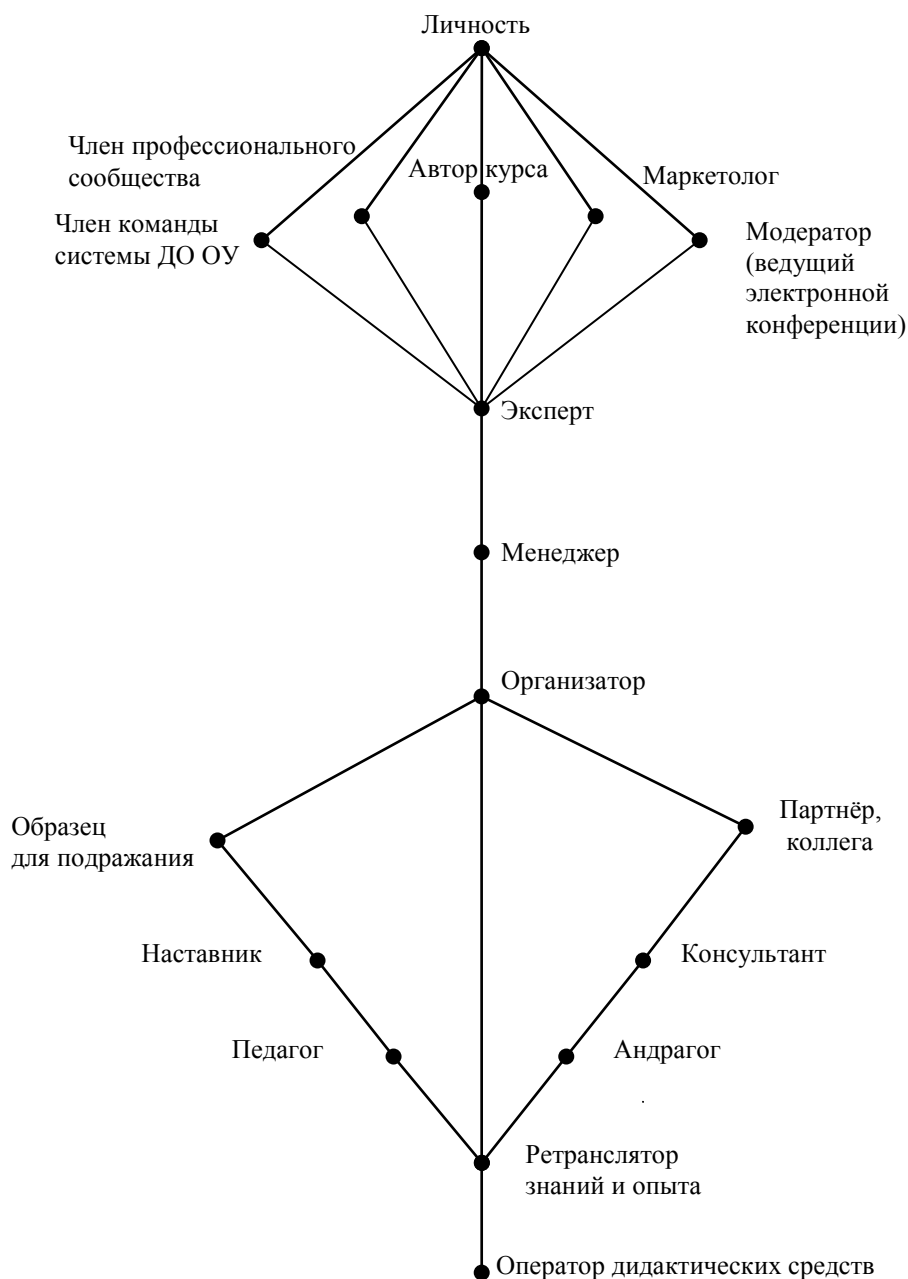 Личность
Член профессионального
сообщества
Автор курса
Маркетолог
Член команды
системы ДО ОУ
Модератор
(ведущий
электронной
конференции)
Эксперт
Менеджер
Организатор
Образец
для подражания
Партнёр,
коллега
Наставник
Консультант
Педагог
Андрагог
Ретранслятор
знаний и опыта
Оператор дидактических средств